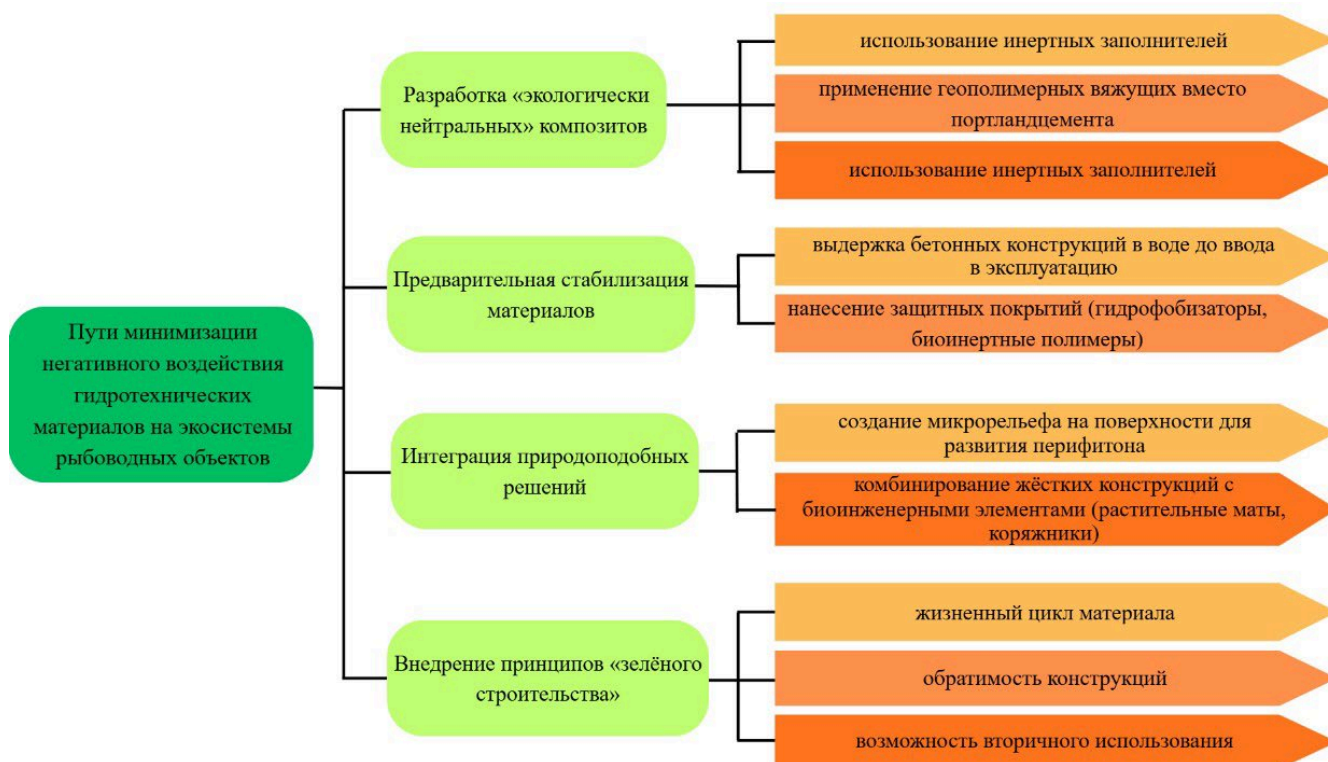 Пути минимизации
негативного воздействия
гидротехнических
материалов на экосистемы
рыбоводных объектов
Разработка «экологически
нейтральных» композитов
использование инертных заполнителей
применение геополимерных вяжущих вместо
портландцемента
использование инертных заполнителей
Предварительная стабилизация
материалов
выдержка бетонных конструкций в воде до ввода
в эксплуатацию
нанесение защитных покрытий (гидрофобизаторы,
биоинертные полимеры)
Интеграция природоподобных
решений
создание микрорельефа на поверхности для
развития перифитона
комбинирование жёстких конструкций с
биоинженерными элементами (растительные маты,
коряжники)
Внедрение принципов «зелёного
строительства»
жизненный цикл материала
обратимость конструкций
возможность вторичного использования